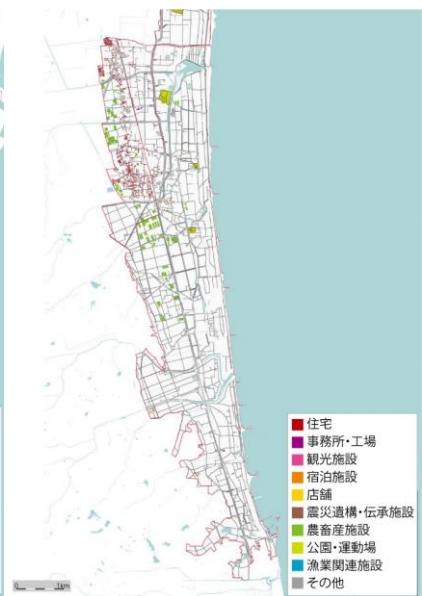 住宅
事務所・工場
観光施設
宿泊施設
店舗
震災遺構・伝承施設
農畜産施設
公園・運動場
漁業関連施設
その他
0 1km